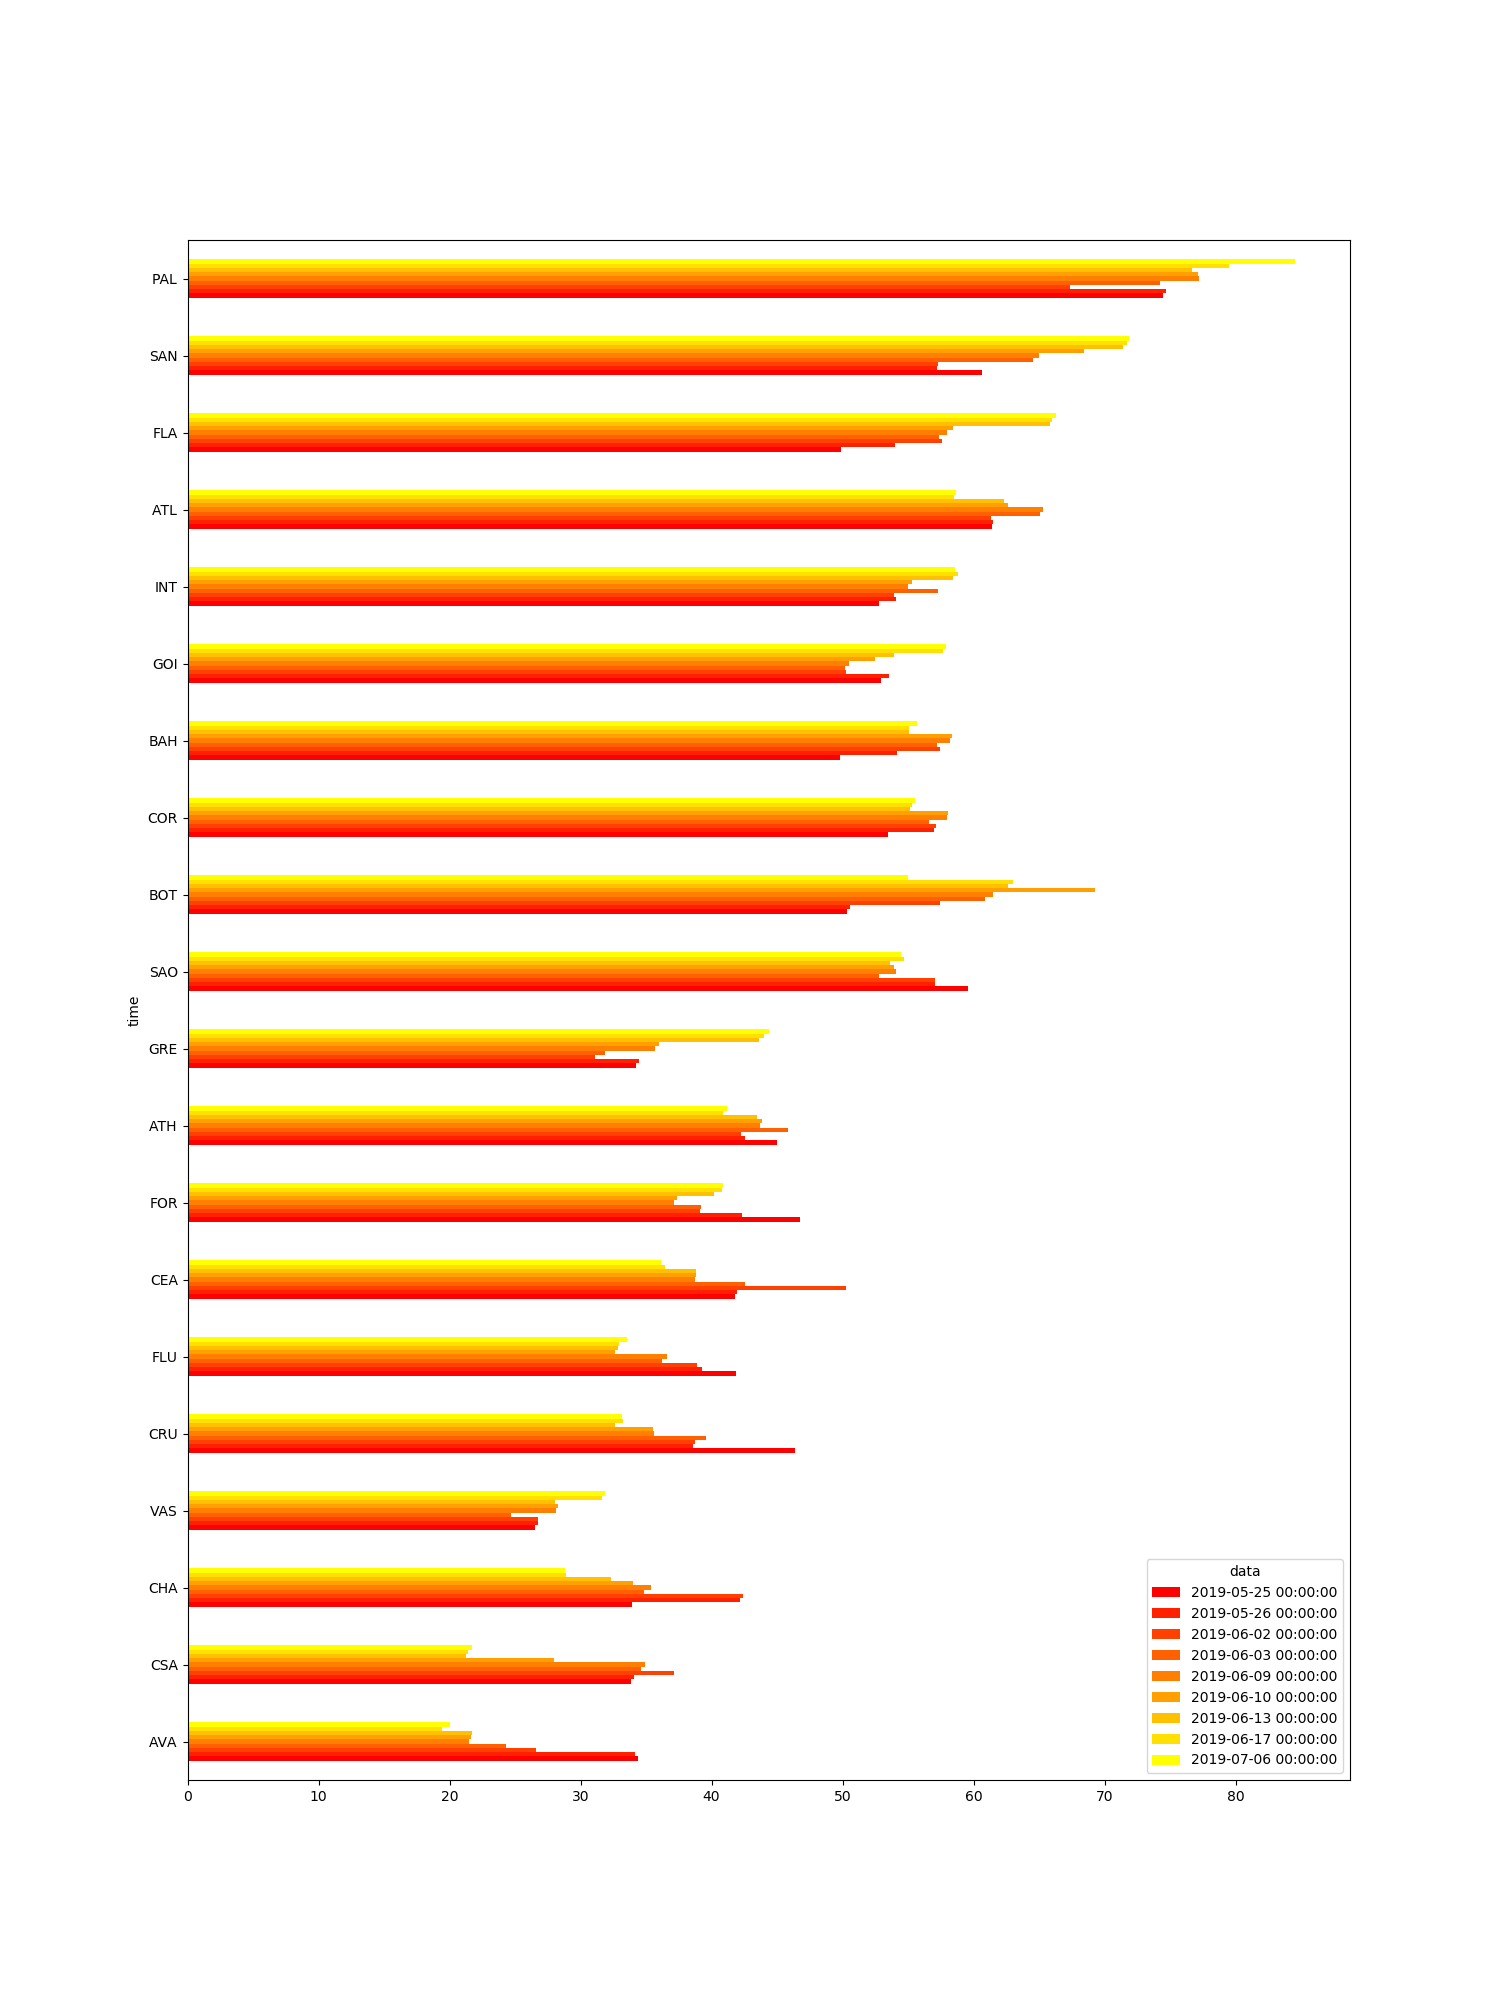 PAL
SAN
FLA
ATL
INT
GOI
BAH
COR
BOT
SAO
time
GRE
ATH
FOR
CEA
FLU
CRU
VAS
CHA
CSA
AVA
data
2019-05-25 00:00:00
2019-05-26 00:00:00
2019-06-02 00:00:00
2019-06-03 00:00:00
2019-06-09 00:00:00
2019-06-10 00:00:00
2019-06-13 00:00:00
2019-06-17 00:00:00
2019-07-06 00:00:00
0 10 20 30 40 50 60 70 80